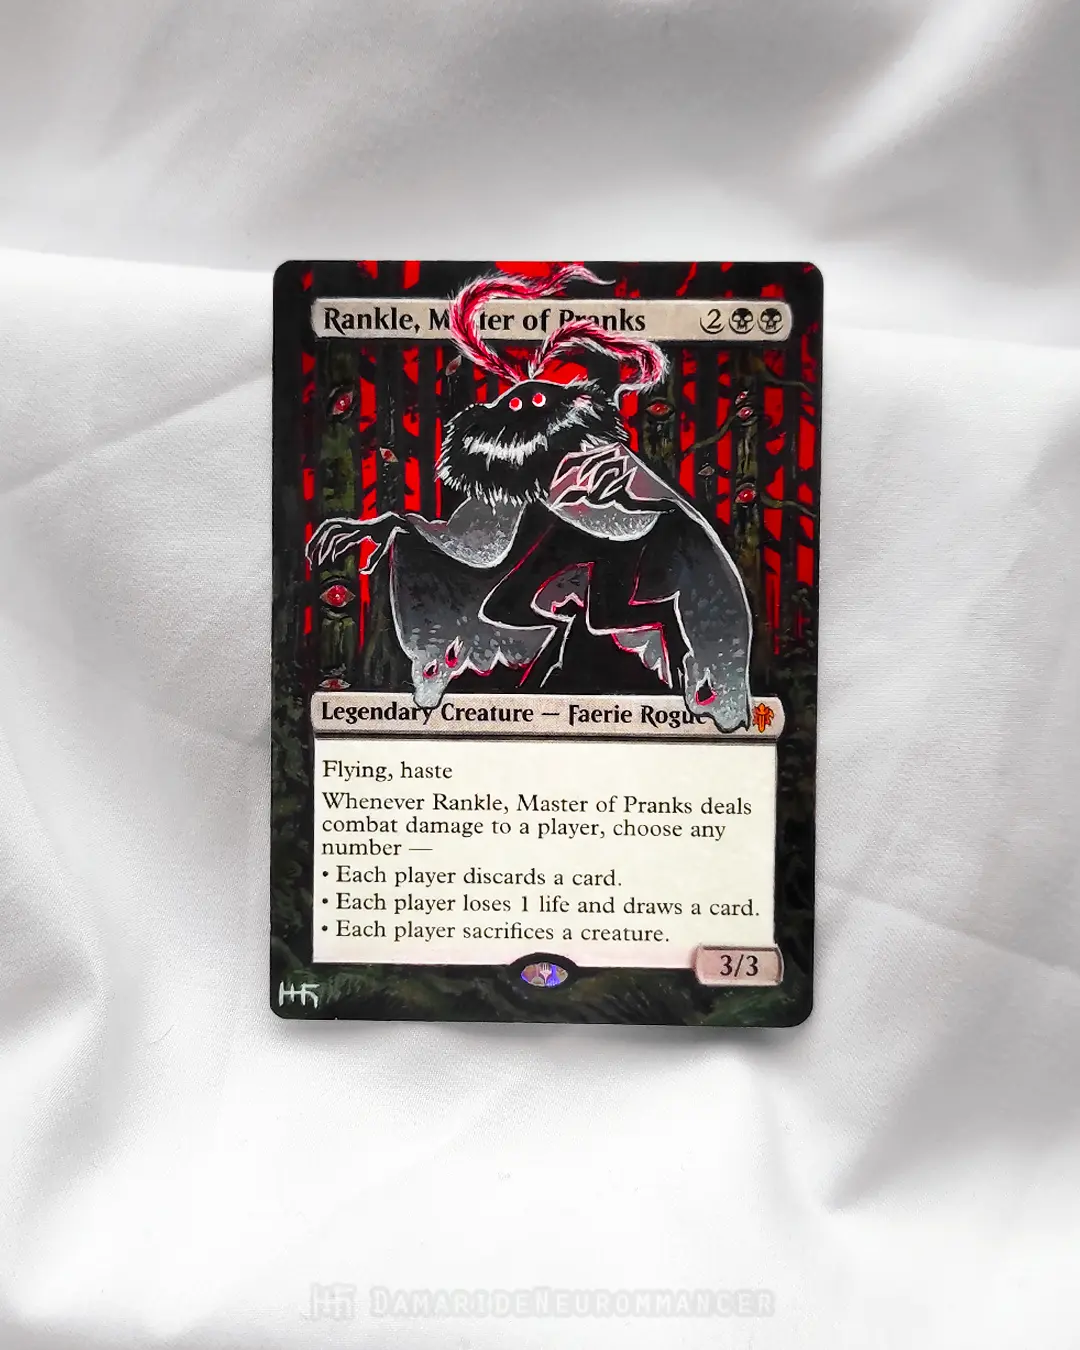 Rankle, Master of Pranks 2
Legendary Creature — Faerie Rogue
Flying, haste
Whenever Rankle, Master of Pranks deals
combat damage to a player, choose any
number —
• Each player discards a card.
• Each player loses 1 life and draws a card.
• Each player sacrifices a creature.
3/3
DamarideNeurommancer